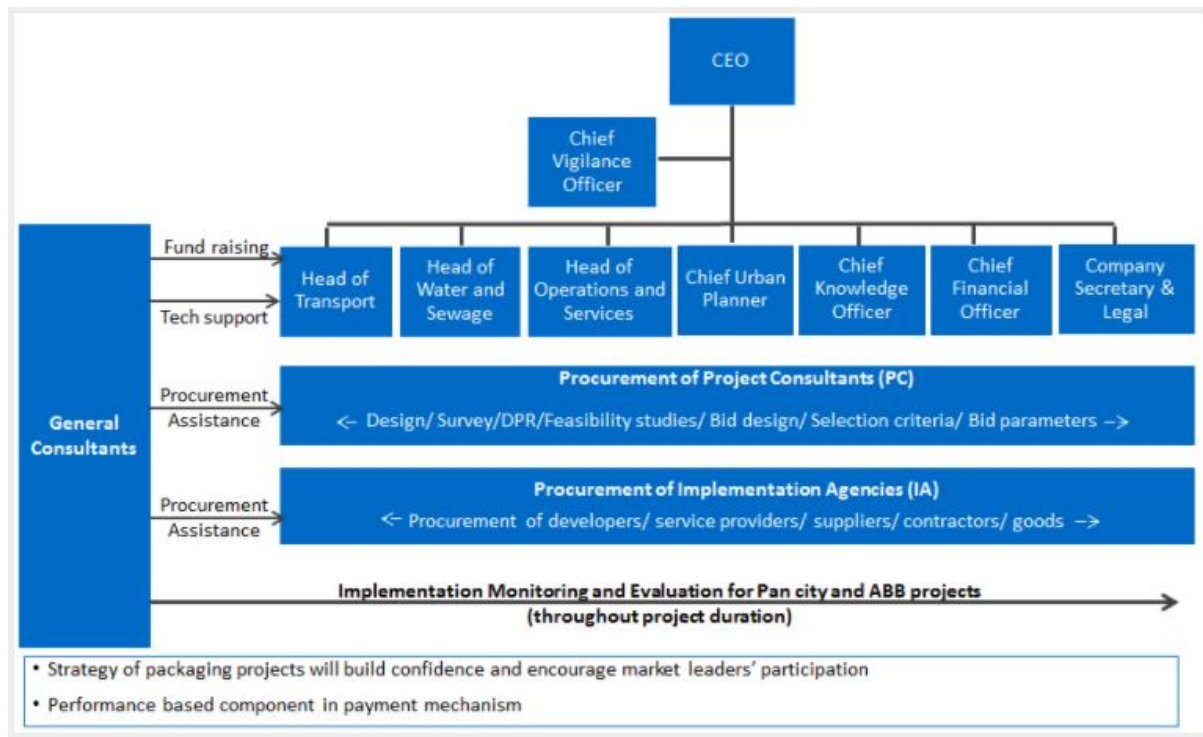 CEO
Chief
Vigilance
Officer
Fund raising
Tech support
Head of
Transport
Head of
Water and
Sewage
Head of
Operations and
Services
Chief Urban
Planner
Chief
Knowledge
Officer
Chief
Financial
Officer
Company
Secretary &
Legal
General
Consultants
Procurement
Assistance
Procurement of Project Consultants (PC)
<- Design/ Survey/DPR/Feasibility studies/ Bid design/ Selection criteria/ Bid parameters –>
Procurement
Assistance
Procurement of Implementation Agencies (IA)
<- Procurement of developers/ service providers/ suppliers/ contractors/ goods –>
Implementation Monitoring and Evaluation for Pan city and ABB projects
(throughout project duration)
• Strategy of packaging projects will build confidence and encourage market leaders’ participation
• Performance based component in payment mechanism